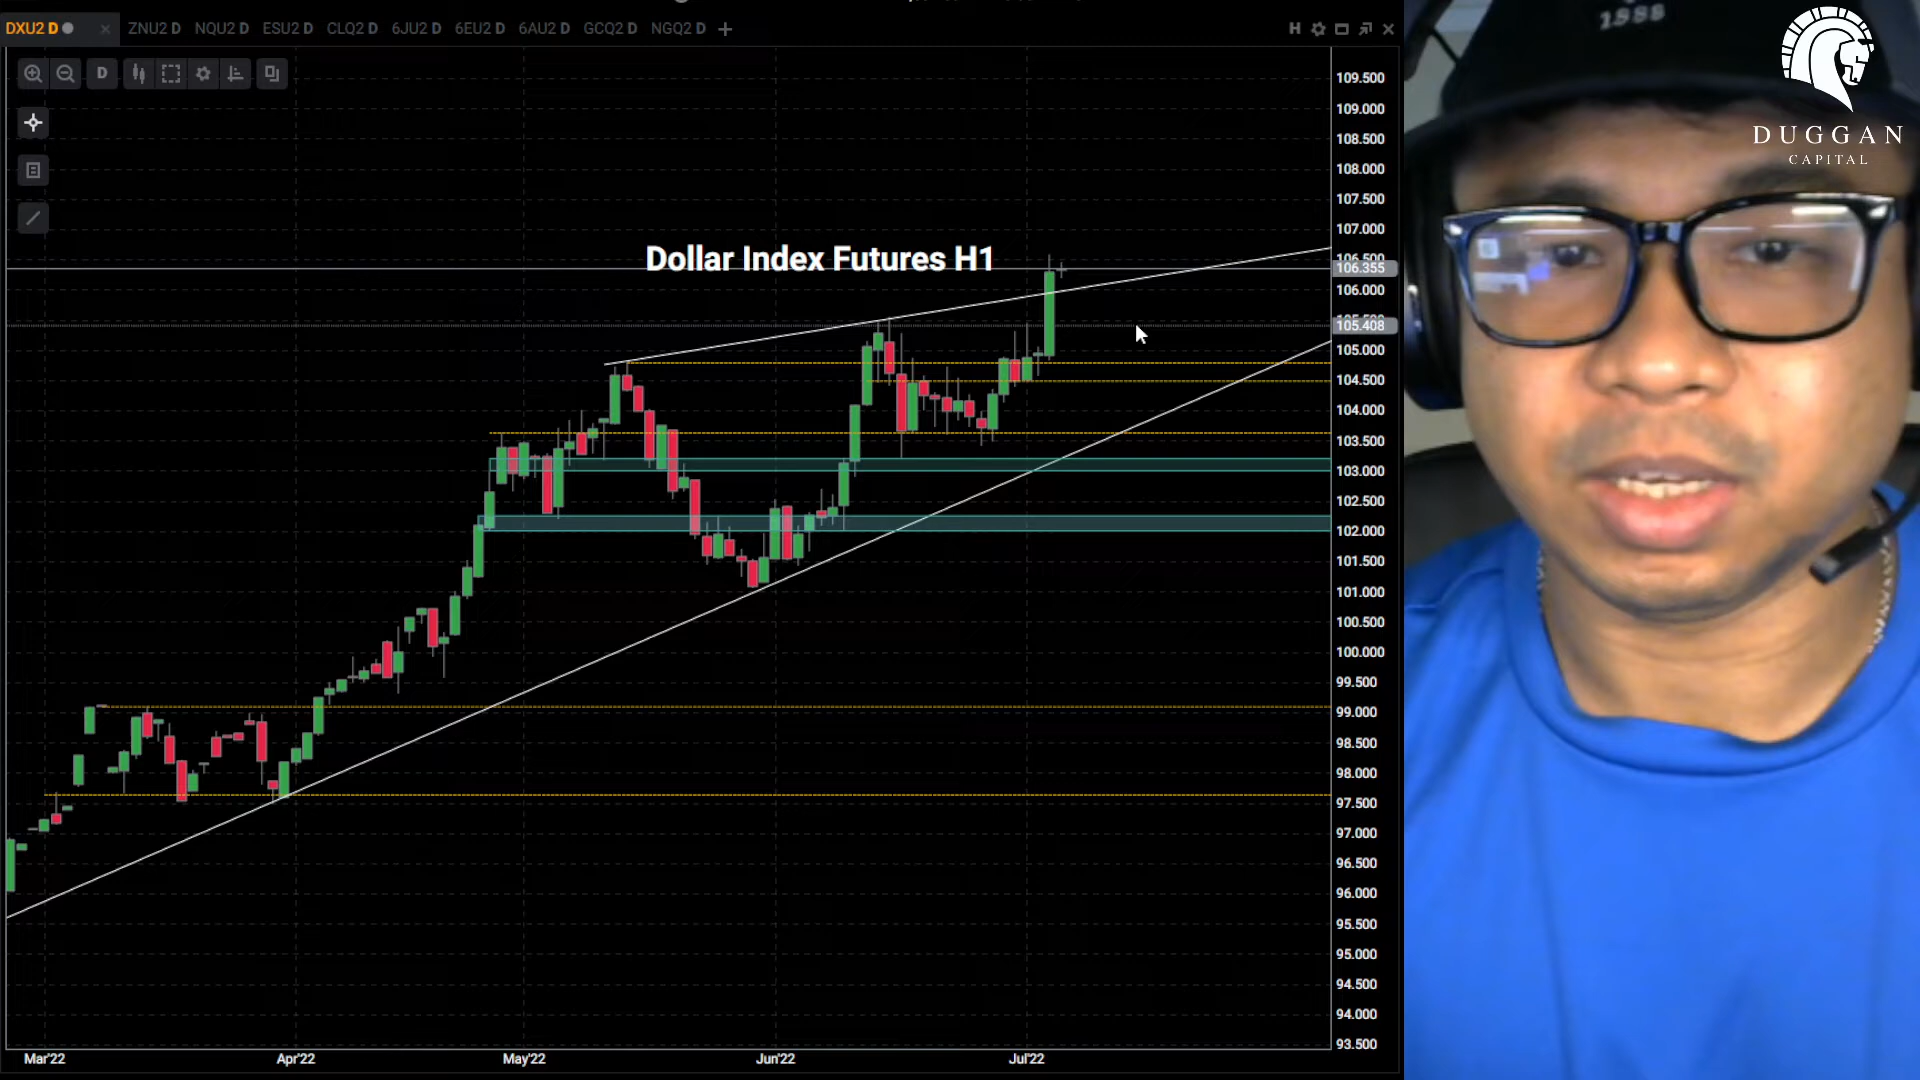 DXU2 D
ZNU2 D
NQU2 D
ESU2 D
CLQ2 D
6JU2 D
6EU2 D
6AU2 D
GCQ2 D
NGQ2 D
H
D
1888
DUGGAN
CAPITAL
Dollar Index Futures H1
109.500
109.000
108.500
108.000
107.500
107.000
106.500
106.355
106.000
105.408
105.000
104.500
104.000
103.500
103.000
102.500
102.000
101.500
101.000
100.500
100.000
99.500
99.000
98.500
98.000
97.500
97.000
96.500
96.000
95.500
95.000
94.500
94.000
93.500
Mar'22
Apr'22
May'22
Jun'22
Jul'22